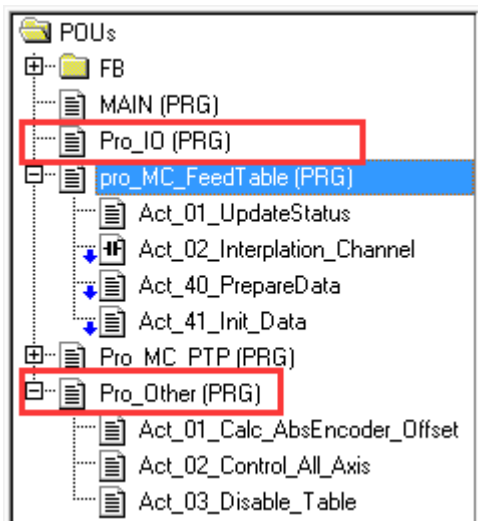 POUs
FB
MAIN (PRG)
Pro_IO (PRG)
pro_MC_FeedTable (PRG)
Act_01_UpdateStatus
Act_02_Interplation_Channel
Act_40_PrepareData
Act_41_Init_Data
Pro_MC_PTP (PRG)
Pro_Other (PRG)
Act_01_Calc_AbsEncoder_Offset
Act_02_Control_All_Axis
Act_03_Disable_Table